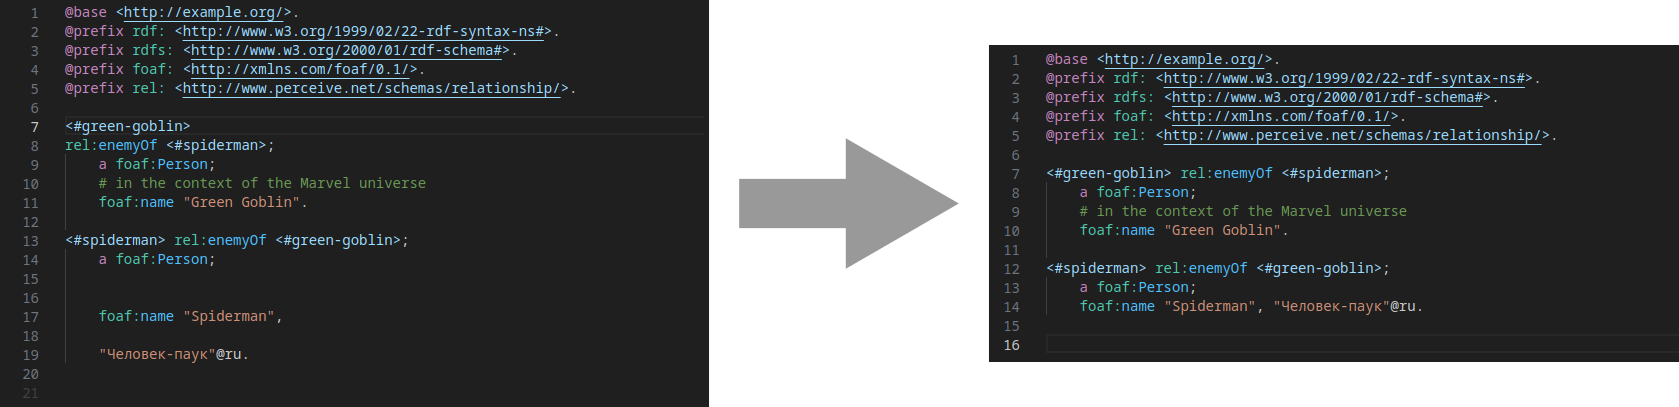 1 @base <http://example.org/>.
2 @prefix rdf: <http://www.w3.org/1999/02/22-rdf-syntax-ns#>.
3 @prefix rdfs: <http://www.w3.org/2000/01/rdf-schema#>.
4 @prefix foaf: <http://xmlns.com/foaf/0.1/>.
5 @prefix rel: <http://www.perceive.net/schemas/relationship/>.
6
7 <#green-goblin>
8 rel:enemyOf <#spiderman>;
9     a foaf:Person;
10     # in the context of the Marvel universe
11     foaf:name "Green Goblin".
12
13 <#spiderman> rel:enemyOf <#green-goblin>;
14     a foaf:Person;
15
16
17     foaf:name "Spiderman",
18
19     "Человек-паук"@ru.
20
21
1 @base <http://example.org/>.
2 @prefix rdf: <http://www.w3.org/1999/02/22-rdf-syntax-ns#>.
3 @prefix rdfs: <http://www.w3.org/2000/01/rdf-schema#>.
4 @prefix foaf: <http://xmlns.com/foaf/0.1/>.
5 @prefix rel: <http://www.perceive.net/schemas/relationship/>.
6
7 <#green-goblin> rel:enemyOf <#spiderman>;
8     a foaf:Person;
9     # in the context of the Marvel universe
10     foaf:name "Green Goblin".
11
12 <#spiderman> rel:enemyOf <#green-goblin>;
13     a foaf:Person;
14     foaf:name "Spiderman", "Человек-паук"@ru.
15
16